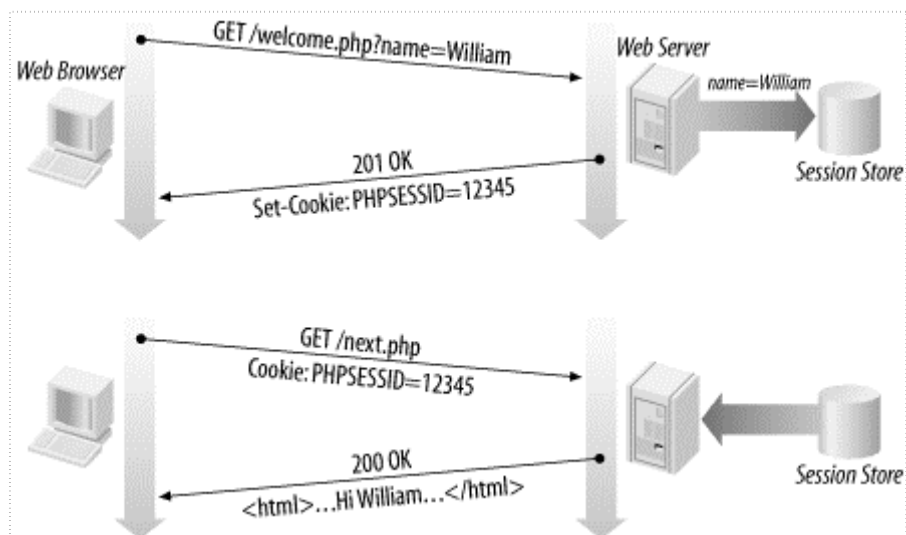 GET /welcome.php?name=William
Web Browser
Web Server
name=William
201 OK
Set-Cookie: PHPSESSID=12345
Session Store
GET /next.php
Cookie: PHPSESSID=12345
200 OK
<html>...Hi William...</html>
Session Store